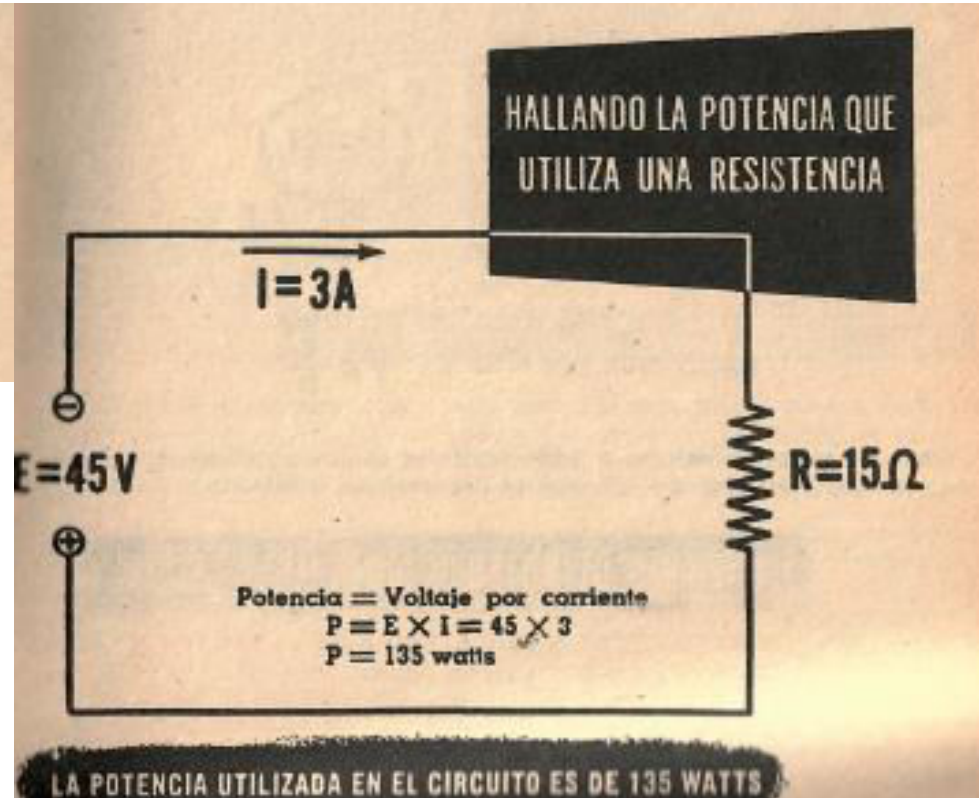 HALLANDO LA POTENCIA QUE
UTILIZA UNA RESISTENCIA
I=3A
⊖
E=45V
R=15Ω
⊕
Potencia = Voltaje por corriente
P = E × I = 45 × 3
P = 135 watts
LA POTENCIA UTILIZADA EN EL CIRCUITO ES DE 135 WATTS